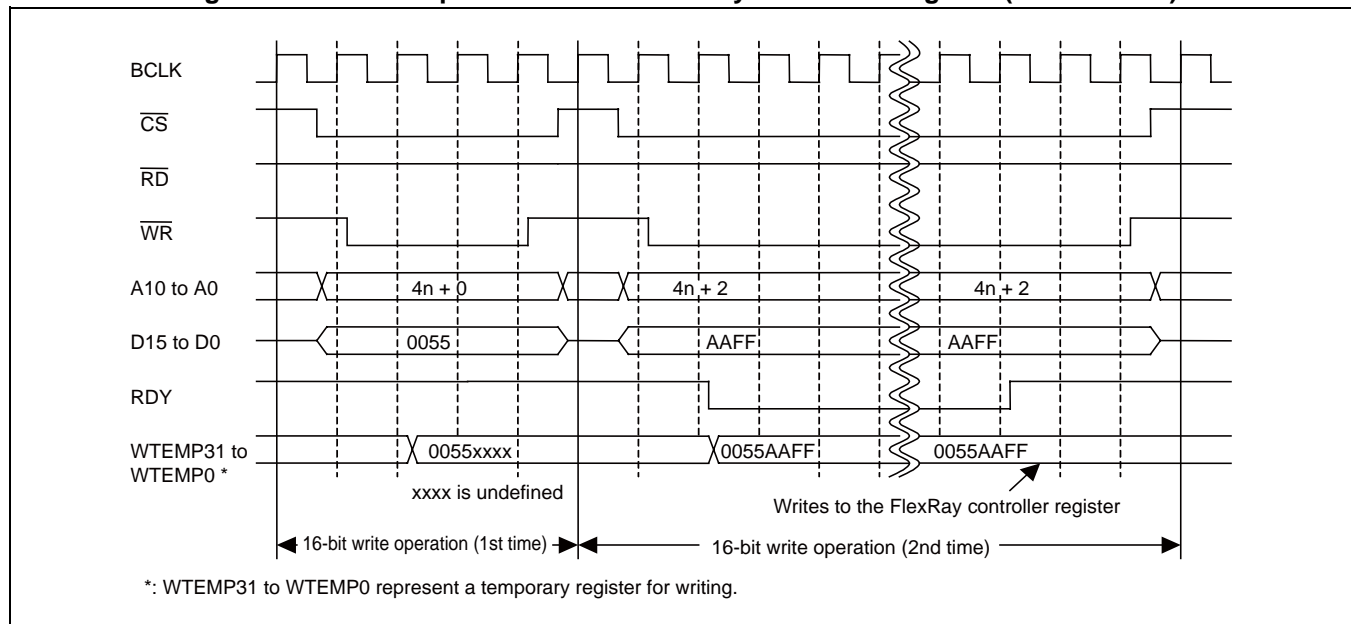 BCLK
CS
RD
WR
A10 to A0 4n + 0 4n + 2 4n + 2
D15 to D0 0055 AAFF AAFF
RDY
WTEMP31 to
WTEMP0 * 0055xxxx 0055AAFF 0055AAFF
xxxx is undefined
Writes to the FlexRay controller register
16-bit write operation (1st time) 16-bit write operation (2nd time)
*: WTEMP31 to WTEMP0 represent a temporary register for writing.